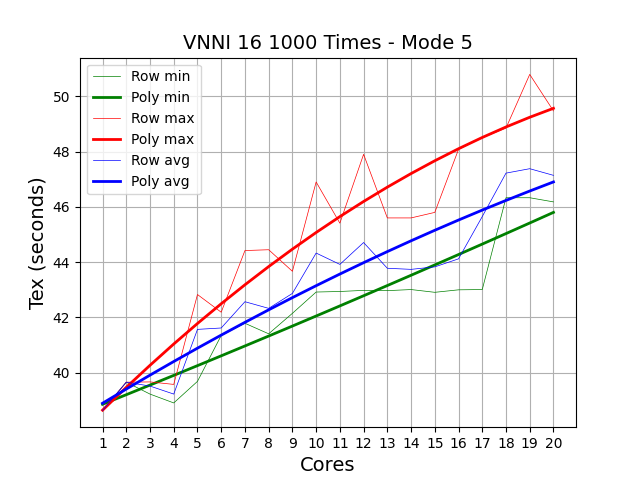 VNNI 16 1000 Times - Mode 5
Row min
Poly min
Row max
Poly max
Row avg
Poly avg
50
48
46
44
42
40
Tex (seconds)
1 2 3 4 5 6 7 8 9 10 11 12 13 14 15 16 17 18 19 20
Cores